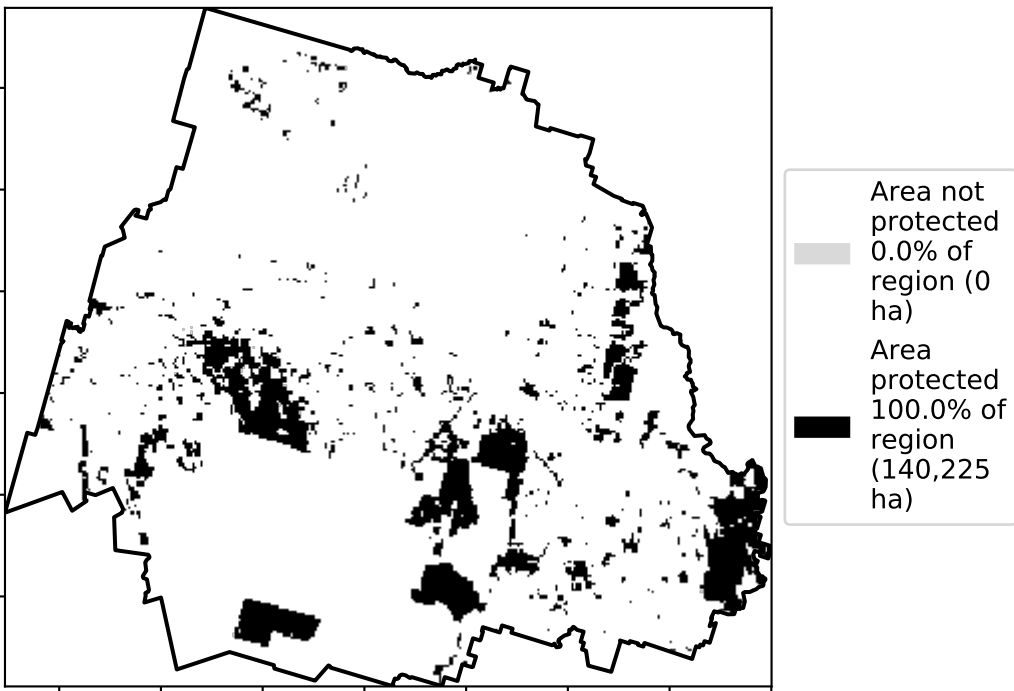 Area not
protected
0.0% of
region (0
ha)
Area
protected
100.0% of
region
(140,225
ha)